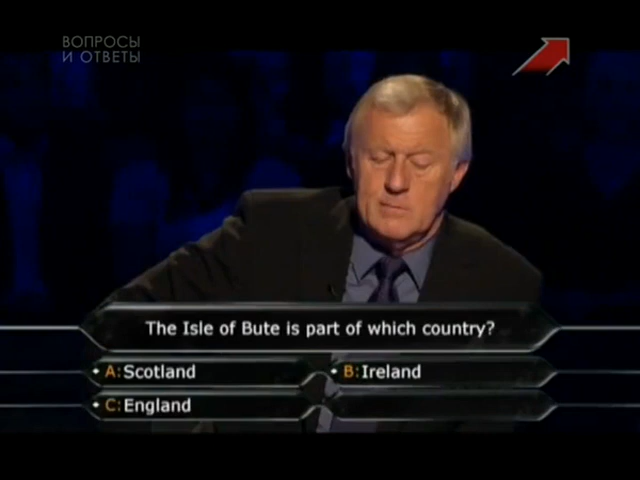 ВОПРОСЫ
И ОТВЕТЫ
The Isle of Bute is part of which country?
A: Scotland
B: Ireland
C: England